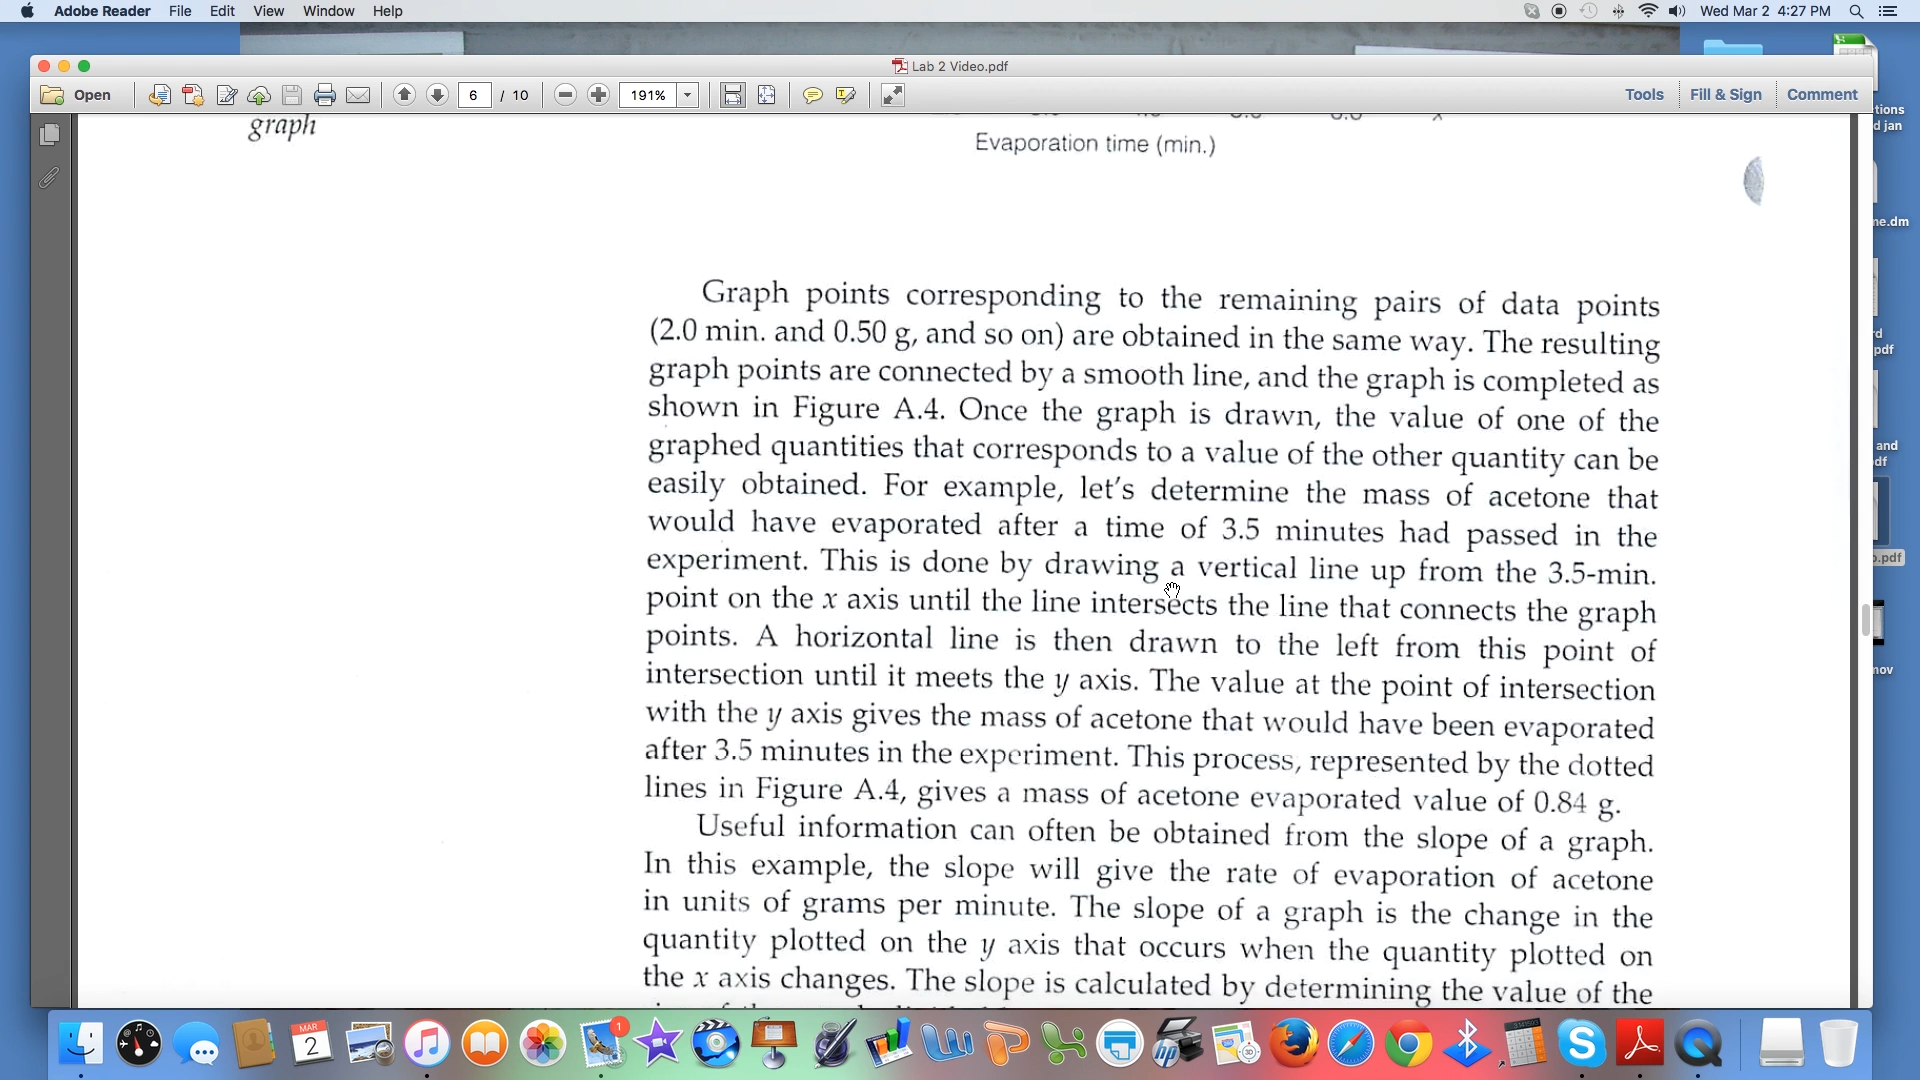 Adobe Reader File Edit View Window Help Wed Mar 2 4:27 PM
Lab 2 Video.pdf
Open 6 / 10 191% Tools Fill & Sign Comment
graph
Evaporation time (min.)
Graph points corresponding to the remaining pairs of data points
(2.0 min. and 0.50 g, and so on) are obtained in the same way. The resulting
graph points are connected by a smooth line, and the graph is completed as
shown in Figure A.4. Once the graph is drawn, the value of one of the
graphed quantities that corresponds to a value of the other quantity can be
easily obtained. For example, let's determine the mass of acetone that
would have evaporated after a time of 3.5 minutes had passed in the
experiment. This is done by drawing a vertical line up from the 3.5-min.
point on the x axis until the line intersects the line that connects the graph
points. A horizontal line is then drawn to the left from this point of
intersection until it meets the y axis. The value at the point of intersection
with the y axis gives the mass of acetone that would have been evaporated
after 3.5 minutes in the experiment. This process, represented by the dotted
lines in Figure A.4, gives a mass of acetone evaporated value of 0.84 g.
Useful information can often be obtained from the slope of a graph.
In this example, the slope will give the rate of evaporation of acetone
in units of grams per minute. The slope of a graph is the change in the
quantity plotted on the y axis that occurs when the quantity plotted on
the x axis changes. The slope is calculated by determining the value of the
tions
d jan
me.dm
rd
pdf
and
df
o.pdf
nov
MAR
2
1
hp